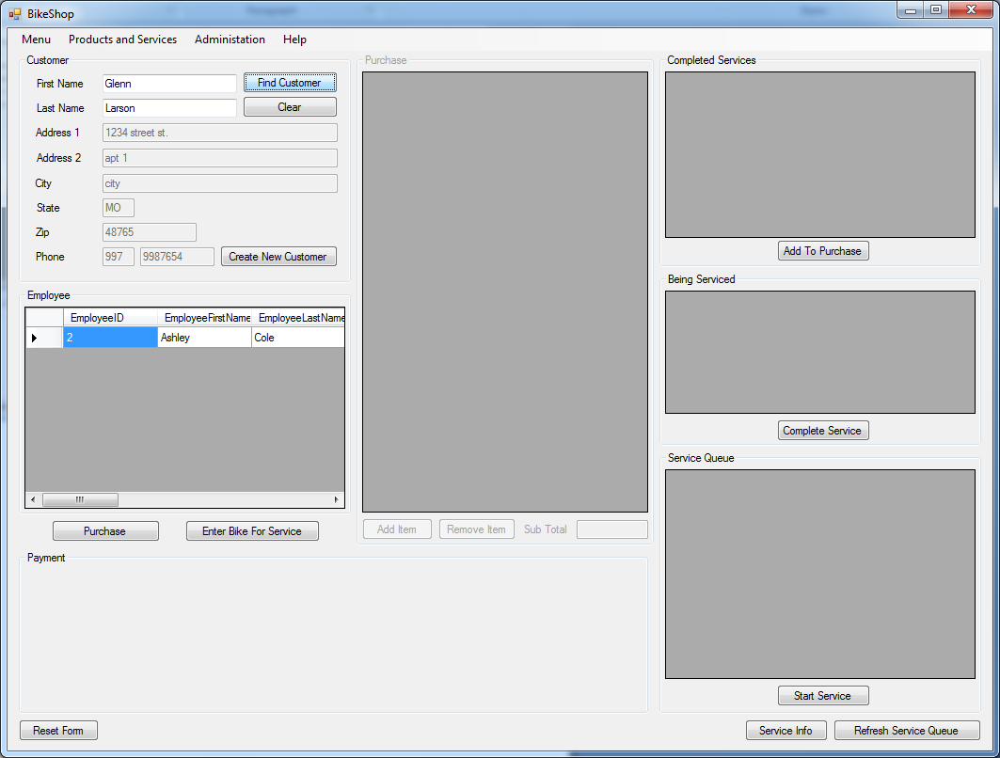 BikeShop
Menu Products and Services Administation Help
Customer
First Name Glenn Find Customer
Last Name Larson Clear
Address 1 1234 street st.
Address 2 apt 1
City city
State MO
Zip 48765
Phone 997 9987654 Create New Customer
Employee
EmployeeID EmployeeFirstName EmployeeLastName
2 Ashley Cole
Purchase Enter Bike For Service
Purchase
Add Item Remove Item Sub Total
Payment
Completed Services
Add To Purchase
Being Serviced
Complete Service
Service Queue
Start Service
Reset Form Service Info Refresh Service Queue